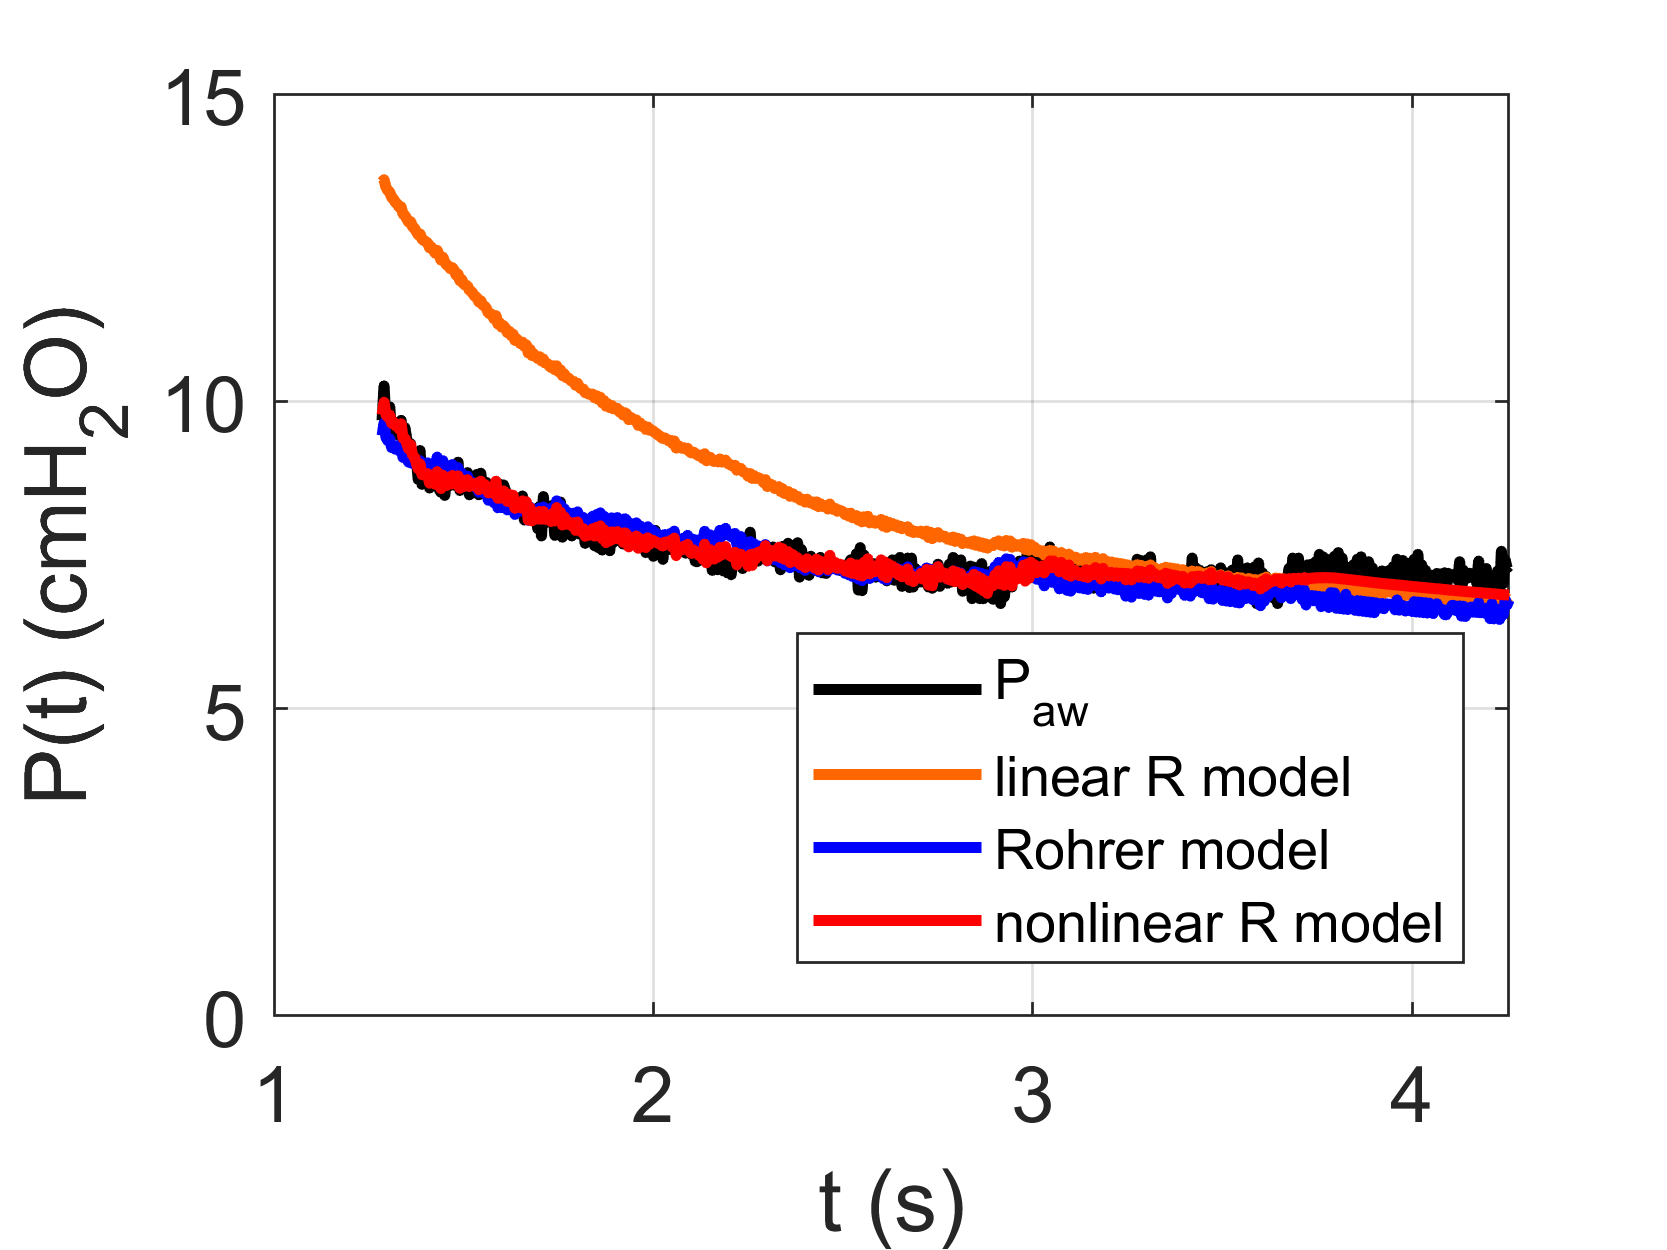 15
10
5
0
P(t) (cmH2O)
1
2
3
4
t (s)
Paw
linear R model
Rohrer model
nonlinear R model